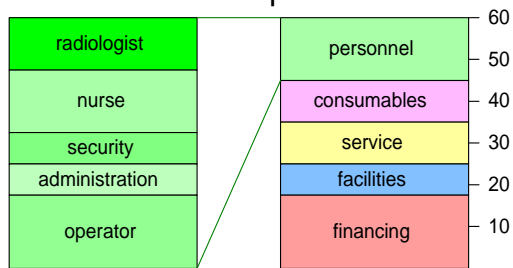 radiologist
nurse
security
administration
operator
personnel
consumables
service
facilities
financing
60
50
40
30
20
10